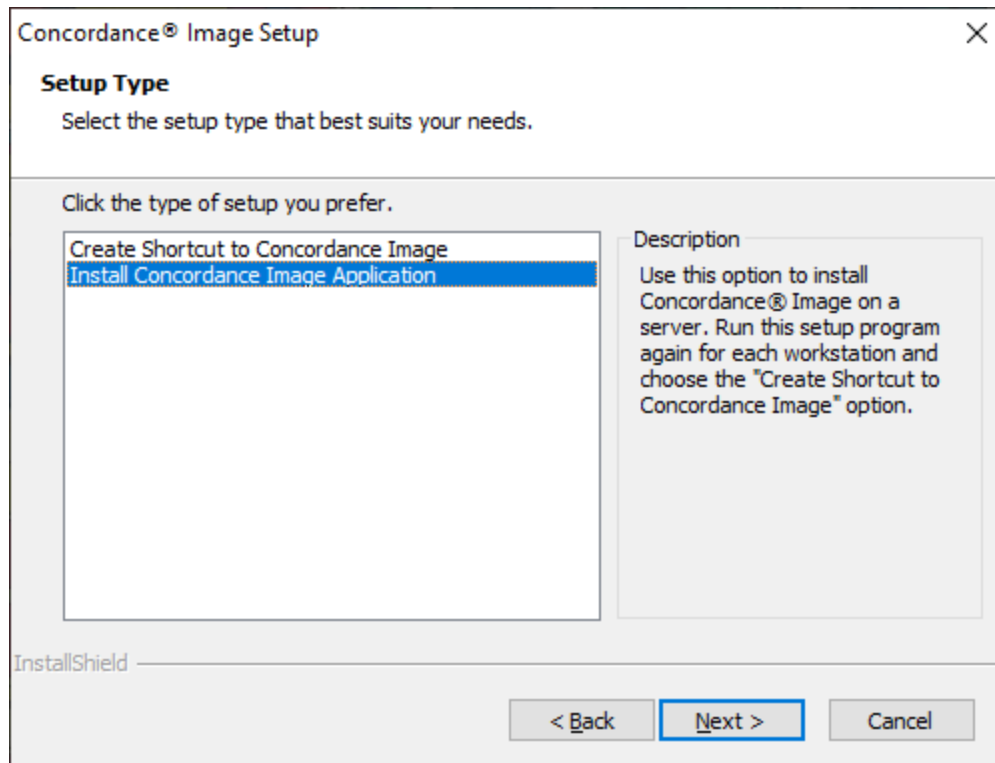 Concordance® Image Setup
Setup Type
Select the setup type that best suits your needs.
Click the type of setup you prefer.
Create Shortcut to Concordance Image
Install Concordance Image Application
Description
Use this option to install
Concordance® Image on a
server. Run this setup program
again for each workstation and
choose the "Create Shortcut to
Concordance Image" option.
InstallShield
< Back
Next >
Cancel